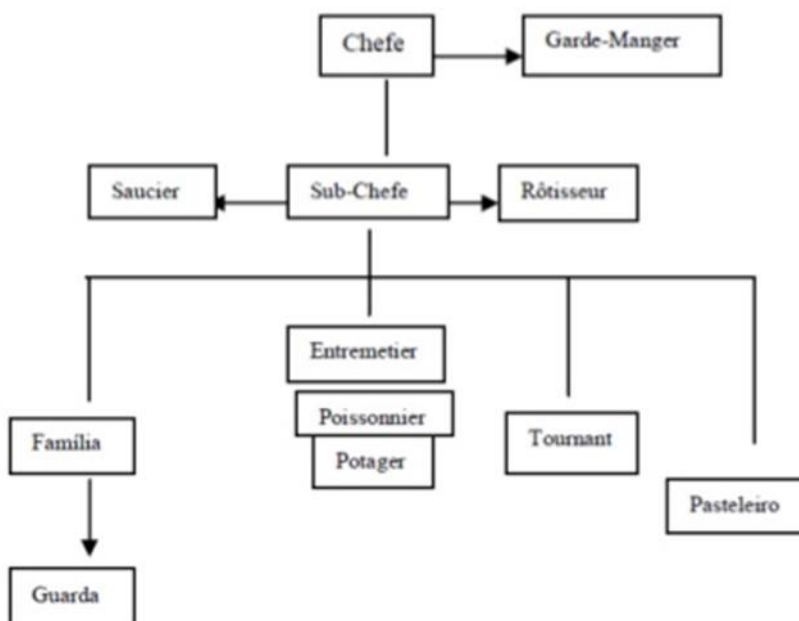 Chefe
Garde-Manger
Saucier
Sub-Chefe
Rôtisseur
Entremetier
Poissonnier
Potager
Família
Tournant
Pasteleiro
Guarda